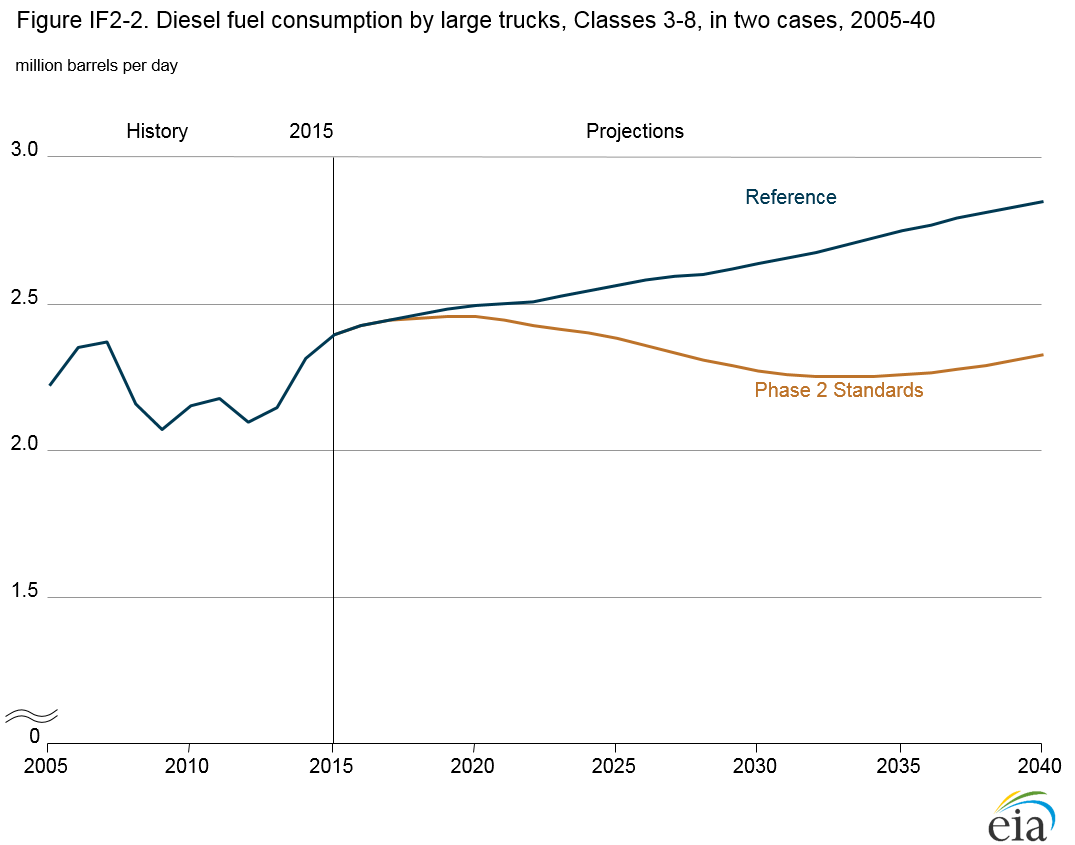 Figure IF2-2. Diesel fuel consumption by large trucks, Classes 3-8, in two cases, 2005-40
million barrels per day
History 2015 Projections
3.0
Reference
2.5
Phase 2 Standards
2.0
1.5
0
2005 2010 2015 2020 2025 2030 2035 2040
eia